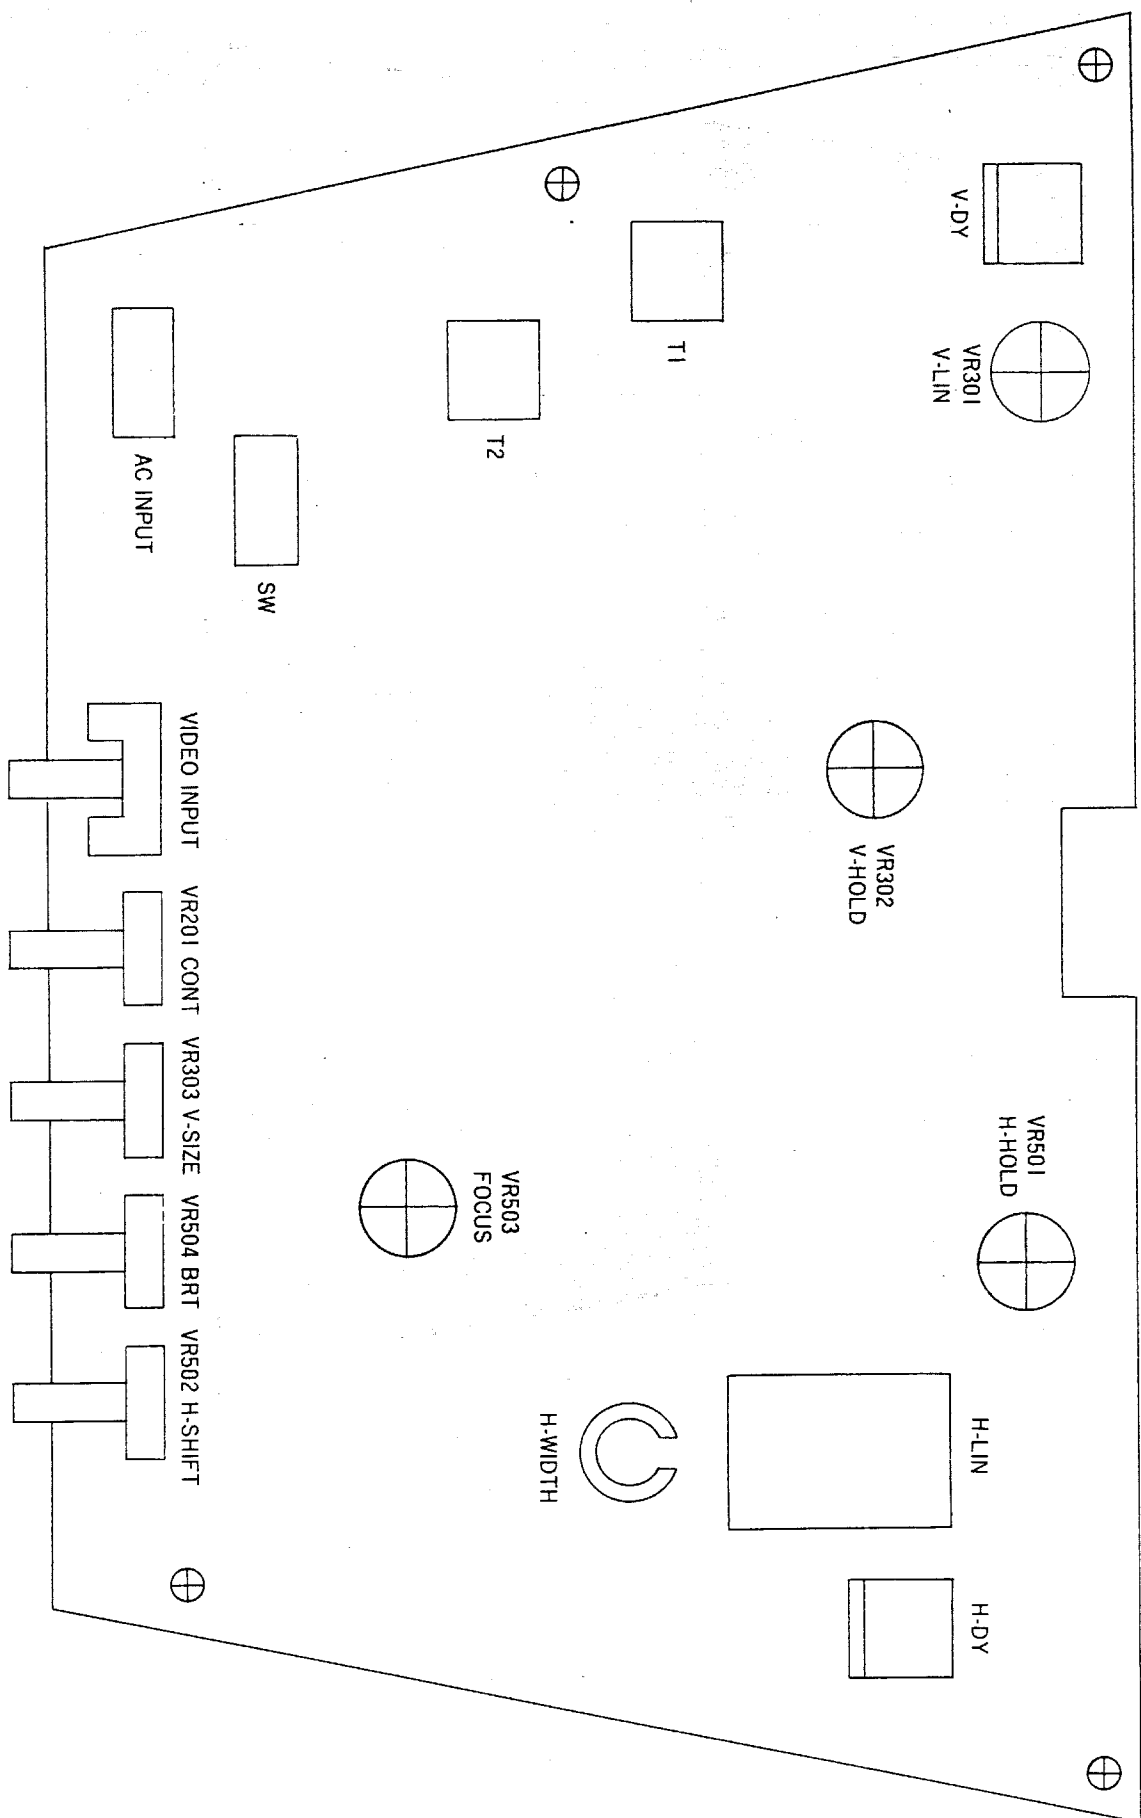 V-DY
VR301
V-LIN
T1
T2
AC INPUT
SW
VIDEO INPUT
VR302
V-HOLD
VR201 CONT
VR303 V-SIZE
VR501
H-HOLD
VR503
FOCUS
VR504 BRT
VR502 H-SHIFT
H-LIN
H-WIDTH
H-DY